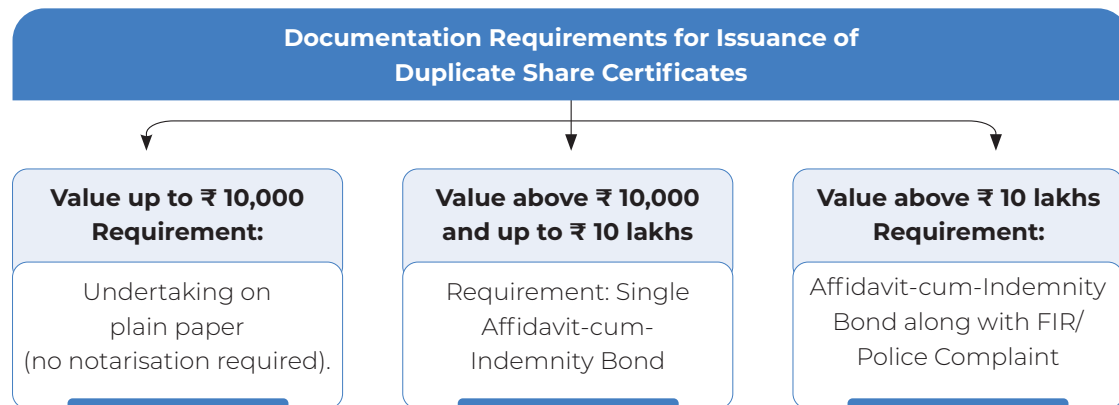 Documentation Requirements for Issuance of
Duplicate Share Certificates
Value up to ₹ 10,000
Requirement:
Undertaking on
plain paper
(no notarisation required).
Value above ₹ 10,000
and up to ₹ 10 lakhs
Requirement: Single
Affidavit-cum-
Indemnity Bond
Value above ₹ 10 lakhs
Requirement:
Affidavit-cum-Indemnity
Bond along with FIR/
Police Complaint